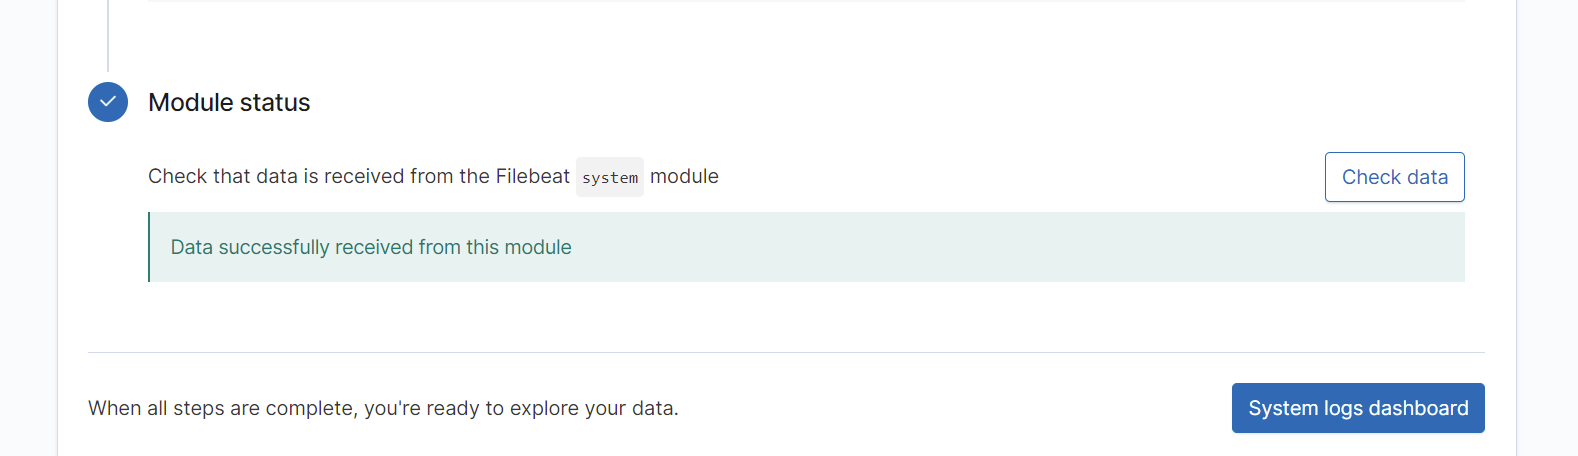 Module status
Check that data is received from the Filebeat system module
Check data
Data successfully received from this module
When all steps are complete, you're ready to explore your data.
System logs dashboard